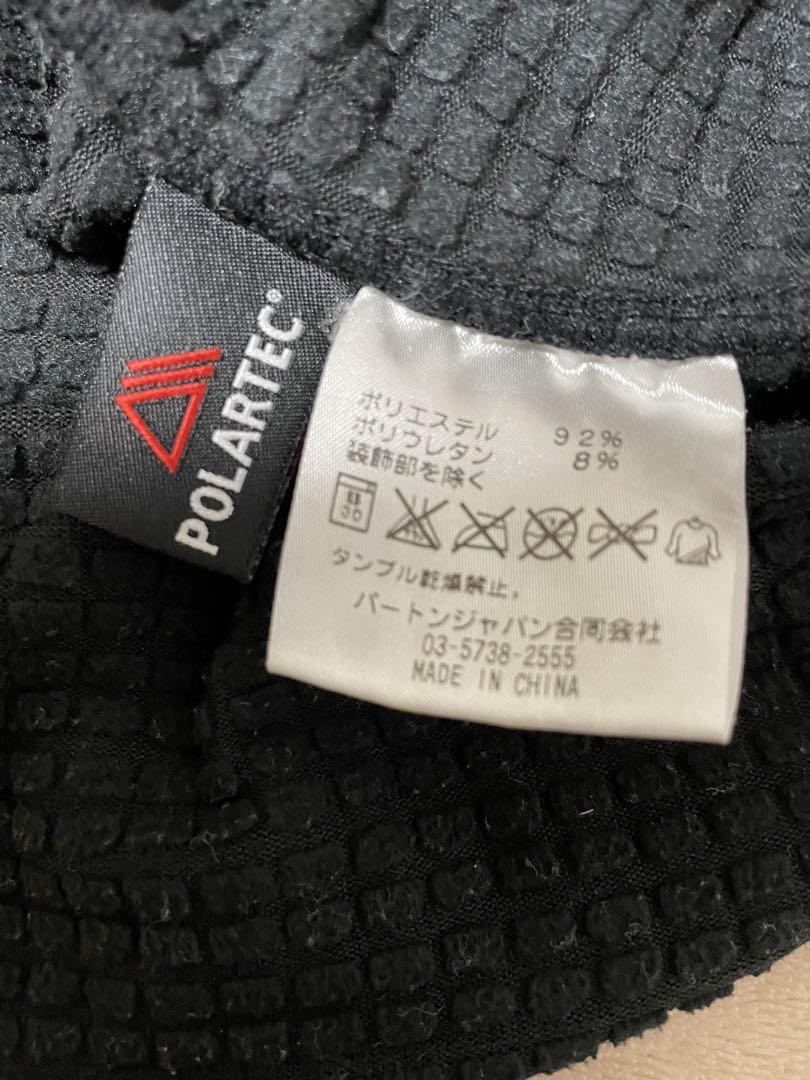 POLARTEC®
ポリエステル 92%
ポリウレタン 8%
装飾部を除く
30
タンブル乾燥禁止.
バートンジャパン合同会社
03-5738-2555
MADE IN CHINA